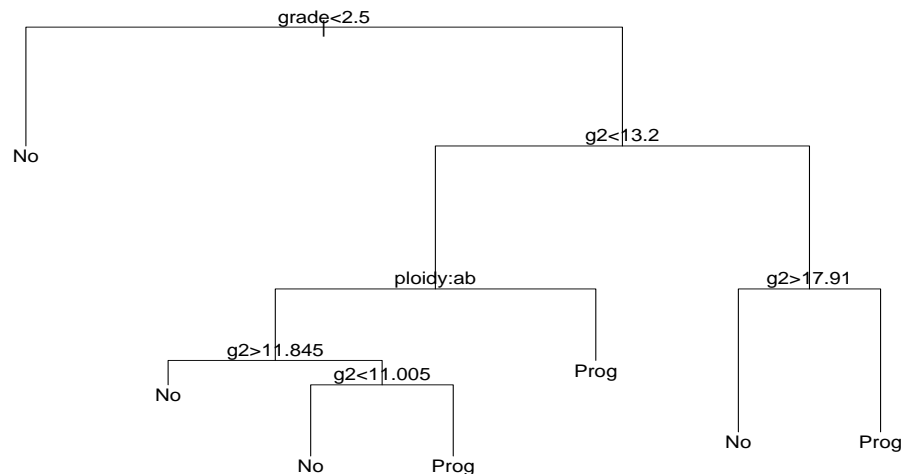 grade<2.5
No
g2<13.2
ploidy:ab
g2>17.91
g2>11.845
Prog
g2<11.005
No
No
Prog
No
Prog